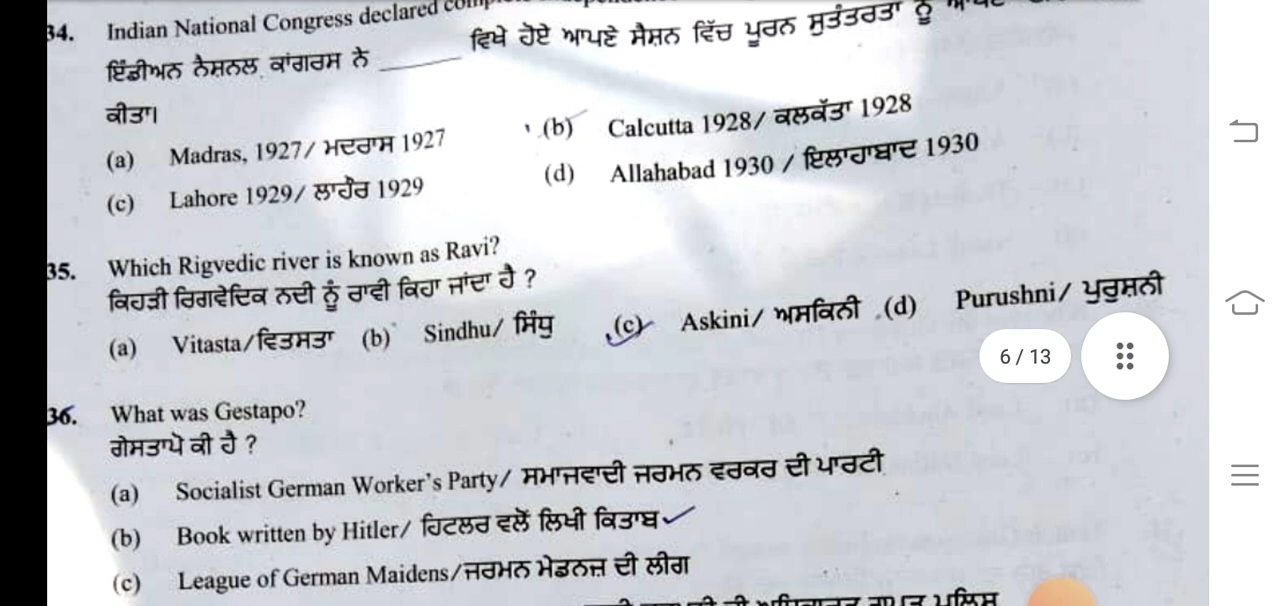 34. Indian National Congress declared
ਇੰਡੀਅਨ ਨੈਸ਼ਨਲ ਕਾਂਗਰਸ ਨੇ ________ ਵਿਖੇ ਹੋਏ ਆਪਣੇ ਸੈਸ਼ਨ ਵਿੱਚ ਪੂਰਨ ਸੁਤੰਤਰਤਾ ਨੂੰ
ਕੀਤਾ।
(a) Madras, 1927/ ਮਦਰਾਸ 1927 (b) Calcutta 1928/ ਕਲਕੱਤਾ 1928
(c) Lahore 1929/ ਲਾਹੌਰ 1929 (d) Allahabad 1930 / ਇਲਾਹਾਬਾਦ 1930
35. Which Rigvedic river is known as Ravi?
ਕਿਹੜੀ ਰਿਗਵੇਦਿਕ ਨਦੀ ਨੂੰ ਰਾਵੀ ਕਿਹਾ ਜਾਂਦਾ ਹੈ ?
(a) Vitasta/ਵਿਤਸਤਾ (b) Sindhu/ ਸਿੰਧੁ (c) Askini/ ਅਸਕਿਨੀ (d) Purushni/ ਪੁਰੁਸ਼ਨੀ
6 / 13
36. What was Gestapo?
ਗੇਸਤਾਪੋ ਕੀ ਹੈ ?
(a) Socialist German Worker's Party/ ਸਮਾਜਵਾਦੀ ਜਰਮਨ ਵਰਕਰ ਦੀ ਪਾਰਟੀ
(b) Book written by Hitler/ ਹਿਟਲਰ ਵਲੋਂ ਲਿਖੀ ਕਿਤਾਬ
(c) League of German Maidens/ਜਰਮਨ ਮੇਡਨਜ਼ ਦੀ ਲੀਗ